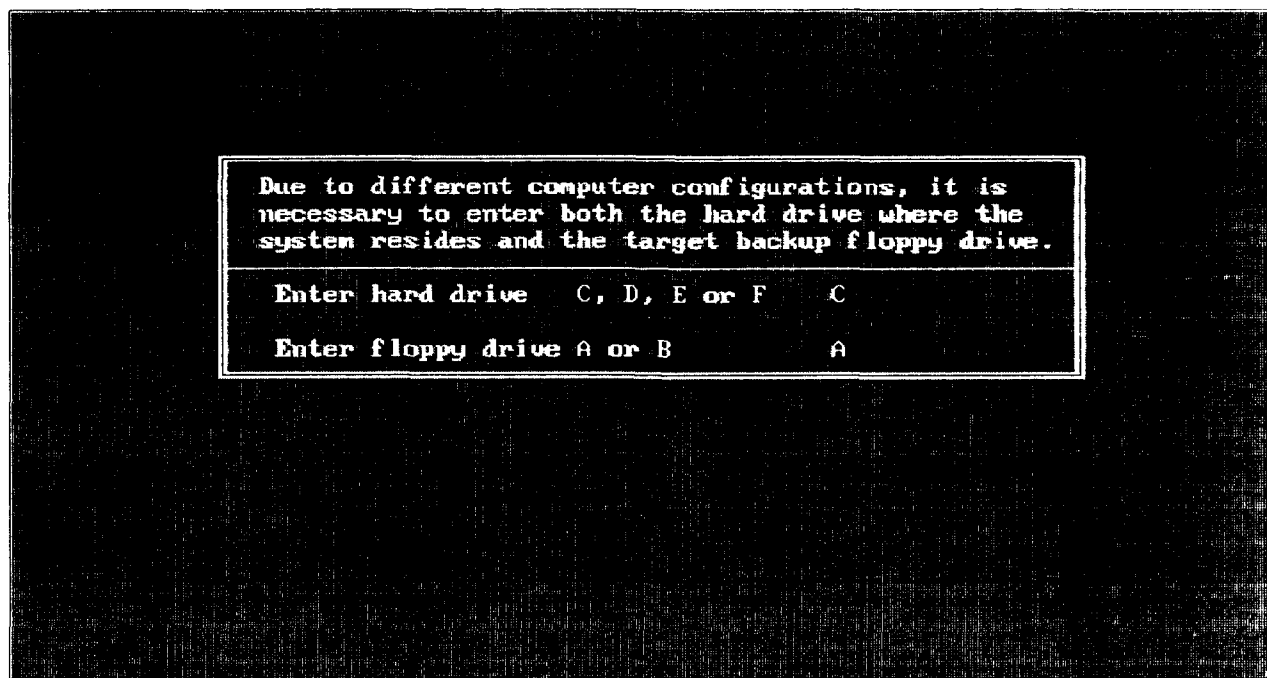 Due to different computer configurations, it is
necessary to enter both the hard drive where the
system resides and the target backup floppy drive.
Enter hard drive C, D, E or F C
Enter floppy drive A or B A